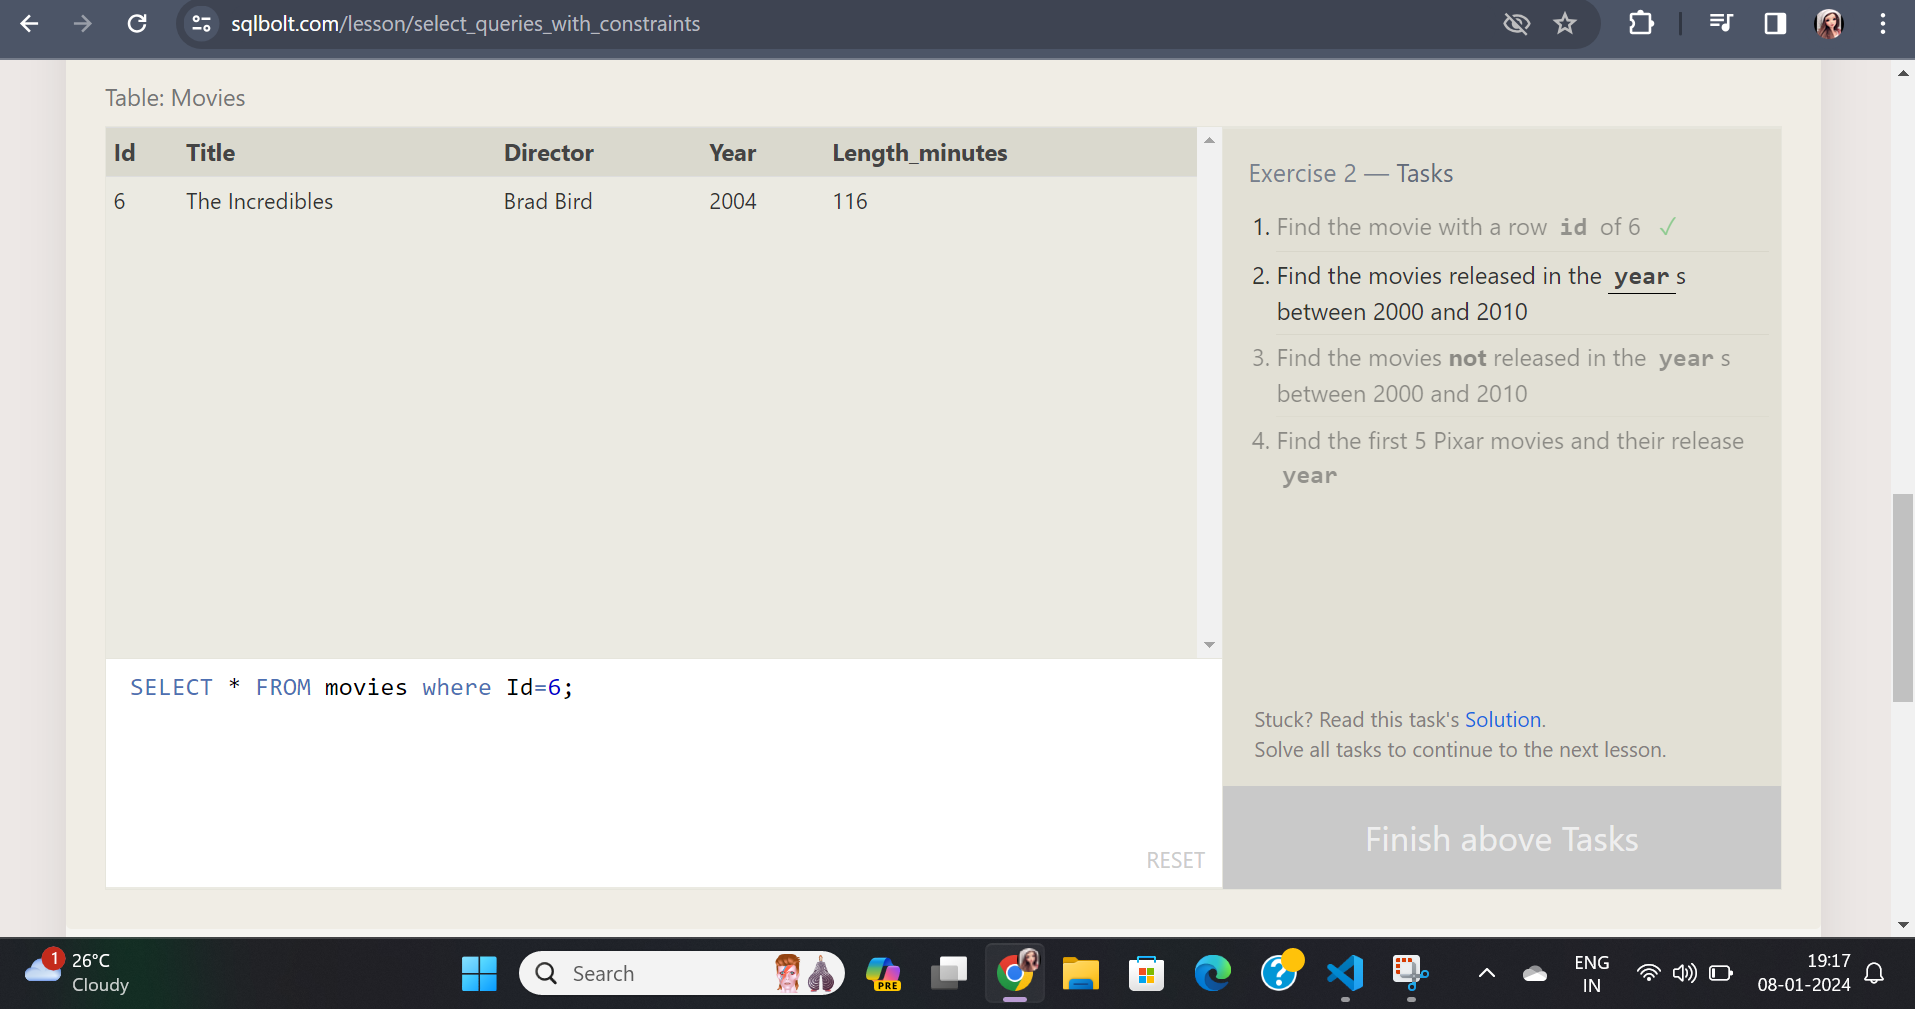 sqlbolt.com/lesson/select_queries_with_constraints
Table: Movies
Id Title Director Year Length_minutes
6 The Incredibles Brad Bird 2004 116
Exercise 2 — Tasks
1. Find the movie with a row id of 6 ✓
2. Find the movies released in the years
between 2000 and 2010
3. Find the movies not released in the years
between 2000 and 2010
4. Find the first 5 Pixar movies and their release
year
SELECT * FROM movies where Id=6;
RESET
Stuck? Read this task's Solution.
Solve all tasks to continue to the next lesson.
Finish above Tasks
1
26°C
Cloudy
Search
PRE
ENG
IN
19:17
08-01-2024